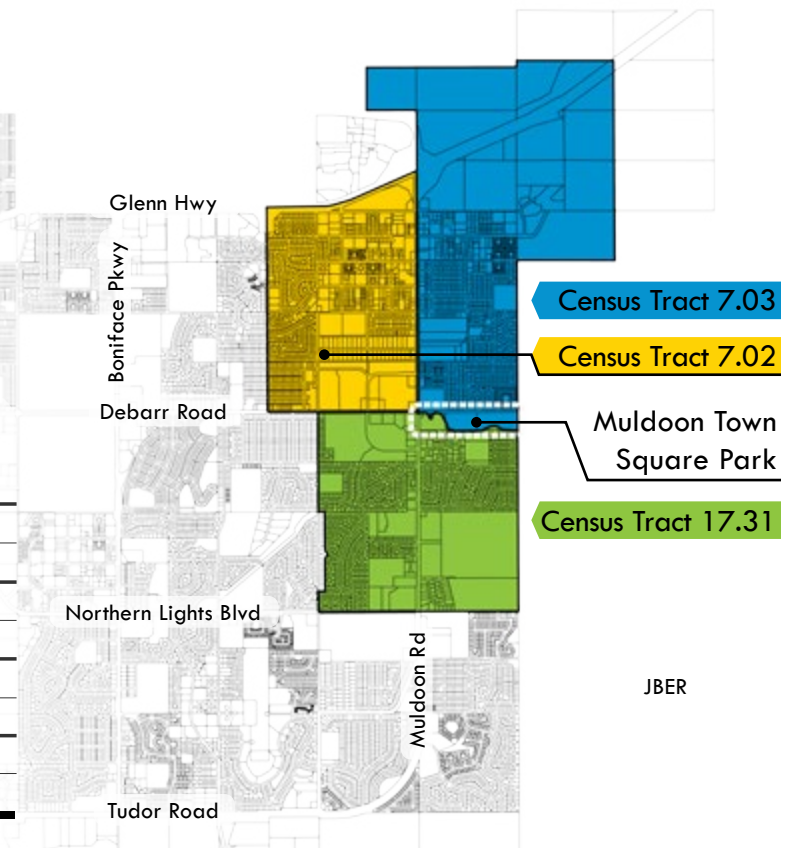 Glenn Hwy
Boniface Pkwy
Census Tract 7.03
Census Tract 7.02
Debarr Road
Muldoon Town
Square Park
Census Tract 17.31
Northern Lights Blvd
Muldoon Rd
JBER
Tudor Road